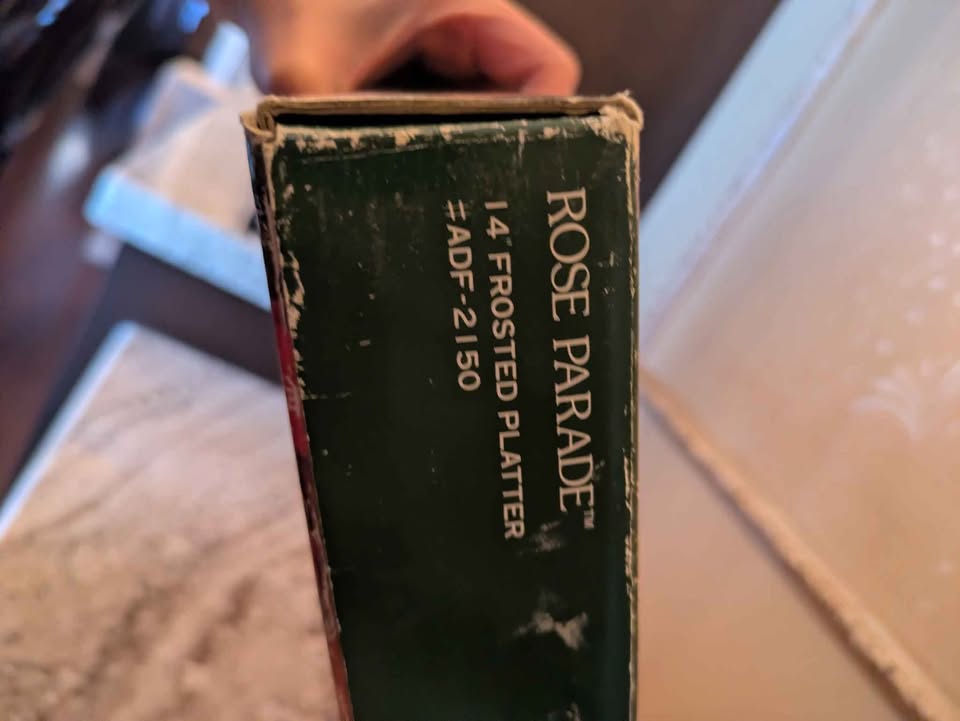 ROSE PARADE™
14" FROSTED PLATTER
#ADF-2150